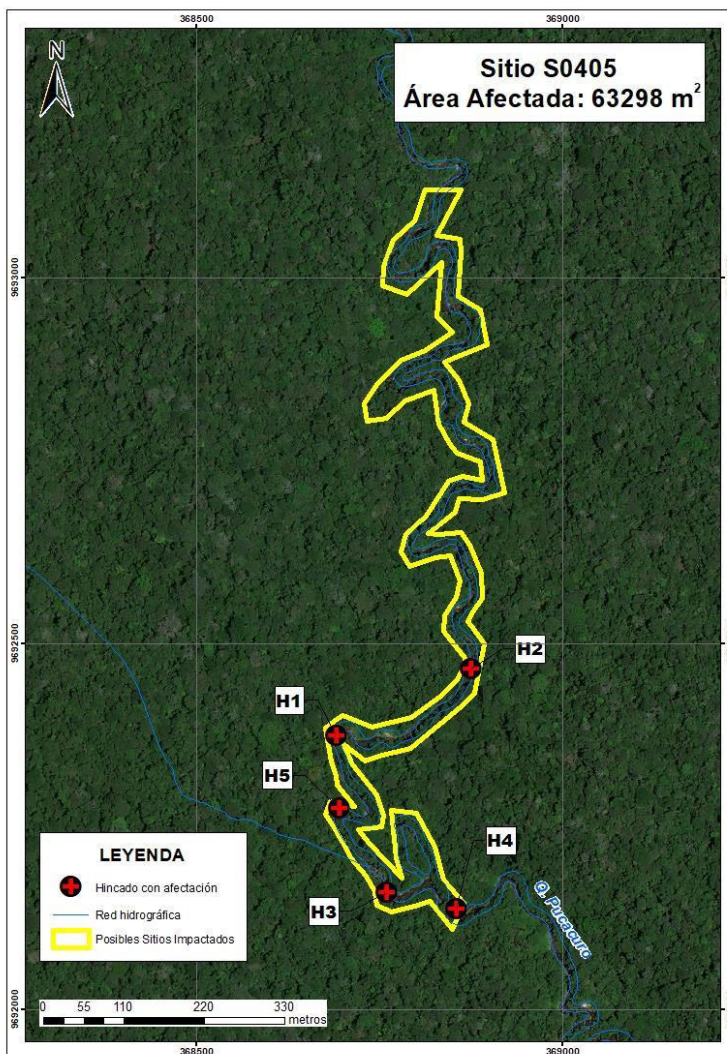 368500
369000
N
Sitio S0405
Área Afectada: 63298 m²
9693000
9692500
H2
H1
H5
H4
H3
Q. Pucacuro
LEYENDA
Hincado con afectación
Red hidrográfica
Posibles Sitios Impactados
0 55 110 220 330
metros
9692000
368500
369000